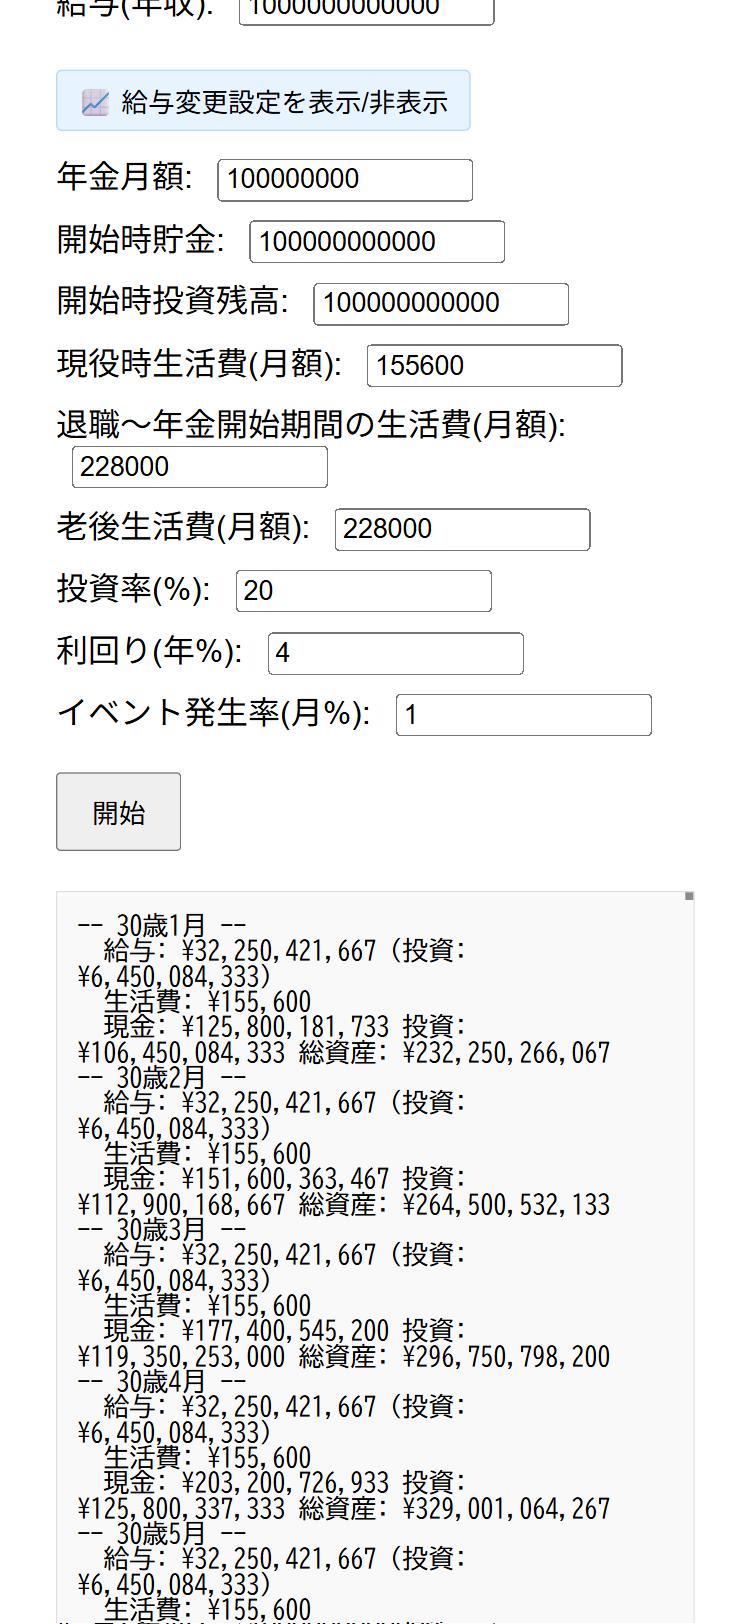 給与(年収): 1000000000000
📈 給与変更設定を表示/非表示
年金月額: 100000000
開始時貯金: 100000000000
開始時投資残高: 100000000000
現役時生活費(月額): 155600
退職〜年金開始期間の生活費(月額):
228000
老後生活費(月額): 228000
投資率(%): 20
利回り(年%): 4
イベント発生率(月%): 1
開始
-- 30歳1月 --
給与: ¥32,250,421,667 (投資:
¥6,450,084,333)
生活費: ¥155,600
現金: ¥125,800,181,733 投資:
¥106,450,084,333 総資産: ¥232,250,266,067
-- 30歳2月 --
給与: ¥32,250,421,667 (投資:
¥6,450,084,333)
生活費: ¥155,600
現金: ¥151,600,363,467 投資:
¥112,900,168,667 総資産: ¥264,500,532,133
-- 30歳3月 --
給与: ¥32,250,421,667 (投資:
¥6,450,084,333)
生活費: ¥155,600
現金: ¥177,400,545,200 投資:
¥119,350,253,000 総資産: ¥296,750,798,200
-- 30歳4月 --
給与: ¥32,250,421,667 (投資:
¥6,450,084,333)
生活費: ¥155,600
現金: ¥203,200,726,933 投資:
¥125,800,337,333 総資産: ¥329,001,064,267
-- 30歳5月 --
給与: ¥32,250,421,667 (投資:
¥6,450,084,333)
生活費: ¥155,600